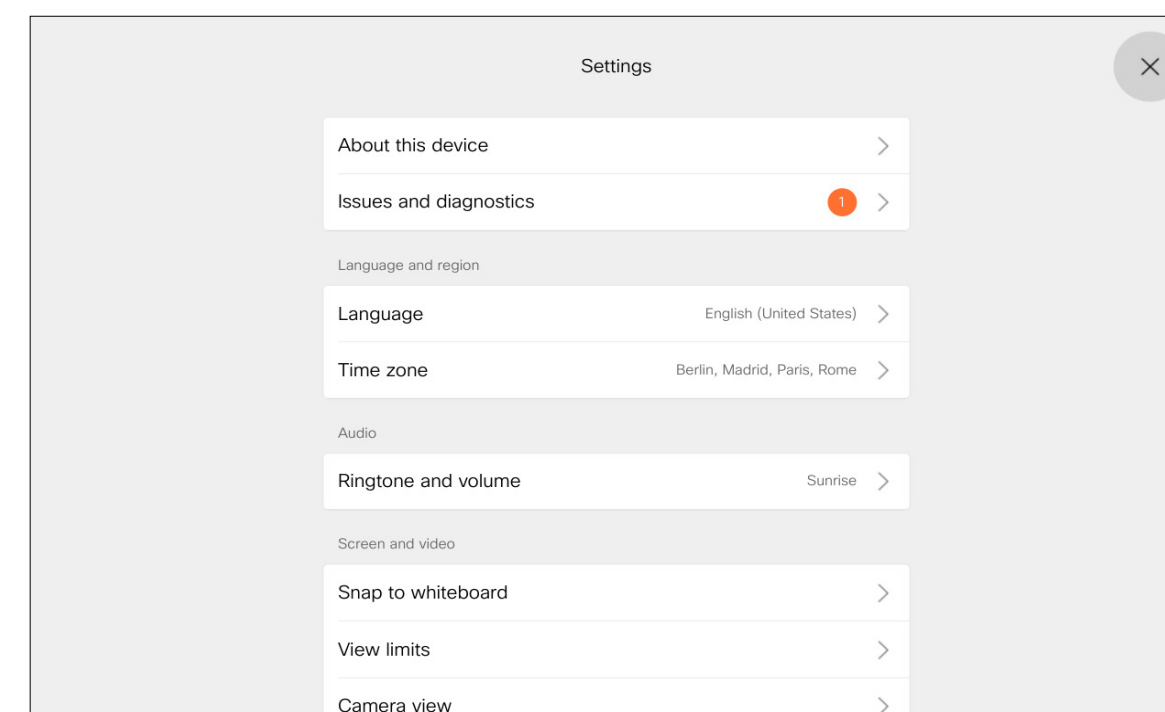 Settings
About this device
Issues and diagnostics 1
Language and region
Language English (United States)
Time zone Berlin, Madrid, Paris, Rome
Audio
Ringtone and volume Sunrise
Screen and video
Snap to whiteboard
View limits
Camera view